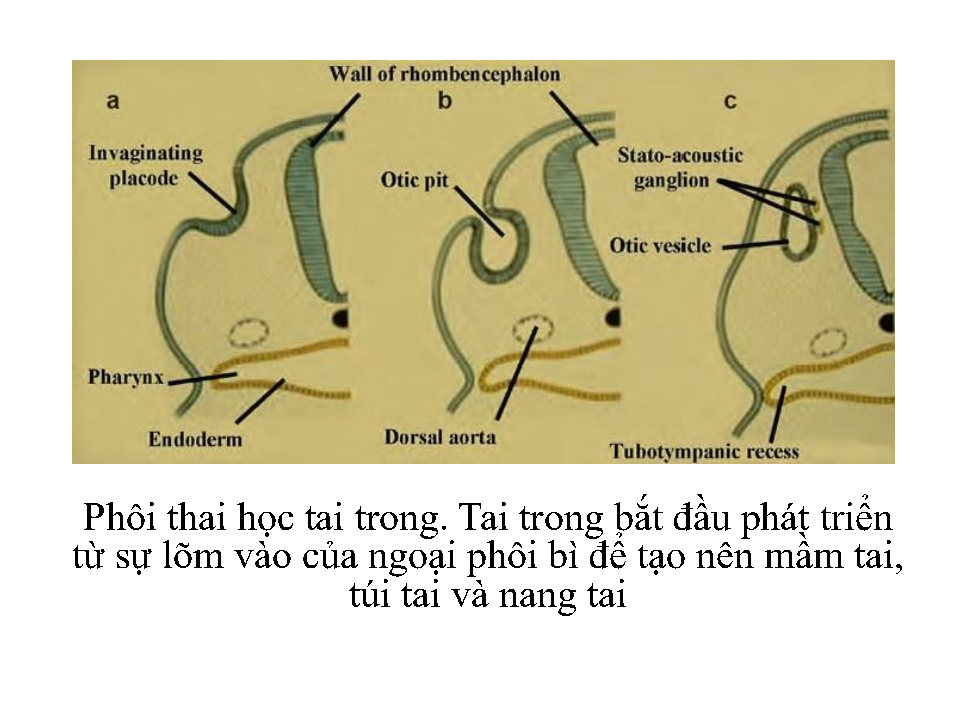 Wall of rhombencephalon
a
b
c
Invaginating
placode
Otic pit
Stato-acoustic
ganglion
Otic vesicle
Pharynx
Endoderm
Dorsal aorta
Tubotympanic recess
Phôi thai học tai trong. Tai trong bắt đầu phát triển
từ sự lõm vào của ngoại phôi bì để tạo nên mầm tai,
túi tai và nang tai